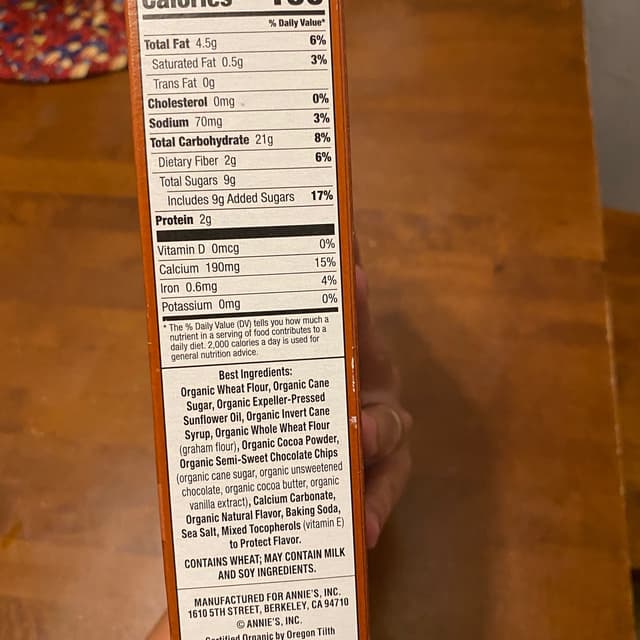 Calories
% Daily Value*
Total Fat 4.5g 6%
Saturated Fat 0.5g 3%
Trans Fat 0g
Cholesterol 0mg 0%
Sodium 70mg 3%
Total Carbohydrate 21g 8%
Dietary Fiber 2g 6%
Total Sugars 9g
Includes 9g Added Sugars 17%
Protein 2g
Vitamin D 0mcg 0%
Calcium 190mg 15%
Iron 0.6mg 4%
Potassium 0mg 0%
* The % Daily Value (DV) tells you how much a
nutrient in a serving of food contributes to a
daily diet. 2,000 calories a day is used for
general nutrition advice.
Best Ingredients:
Organic Wheat Flour, Organic Cane
Sugar, Organic Expeller-Pressed
Sunflower Oil, Organic Invert Cane
Syrup, Organic Whole Wheat Flour
(graham flour), Organic Cocoa Powder,
Organic Semi-Sweet Chocolate Chips
(organic cane sugar, organic unsweetened
chocolate, organic cocoa butter, organic
vanilla extract), Calcium Carbonate,
Organic Natural Flavor, Baking Soda,
Sea Salt, Mixed Tocopherols (vitamin E)
to Protect Flavor.
CONTAINS WHEAT; MAY CONTAIN MILK
AND SOY INGREDIENTS.
MANUFACTURED FOR ANNIE'S, INC.
1610 5TH STREET, BERKELEY, CA 94710
© ANNIE'S, INC.
Certified Organic by Oregon Tilth